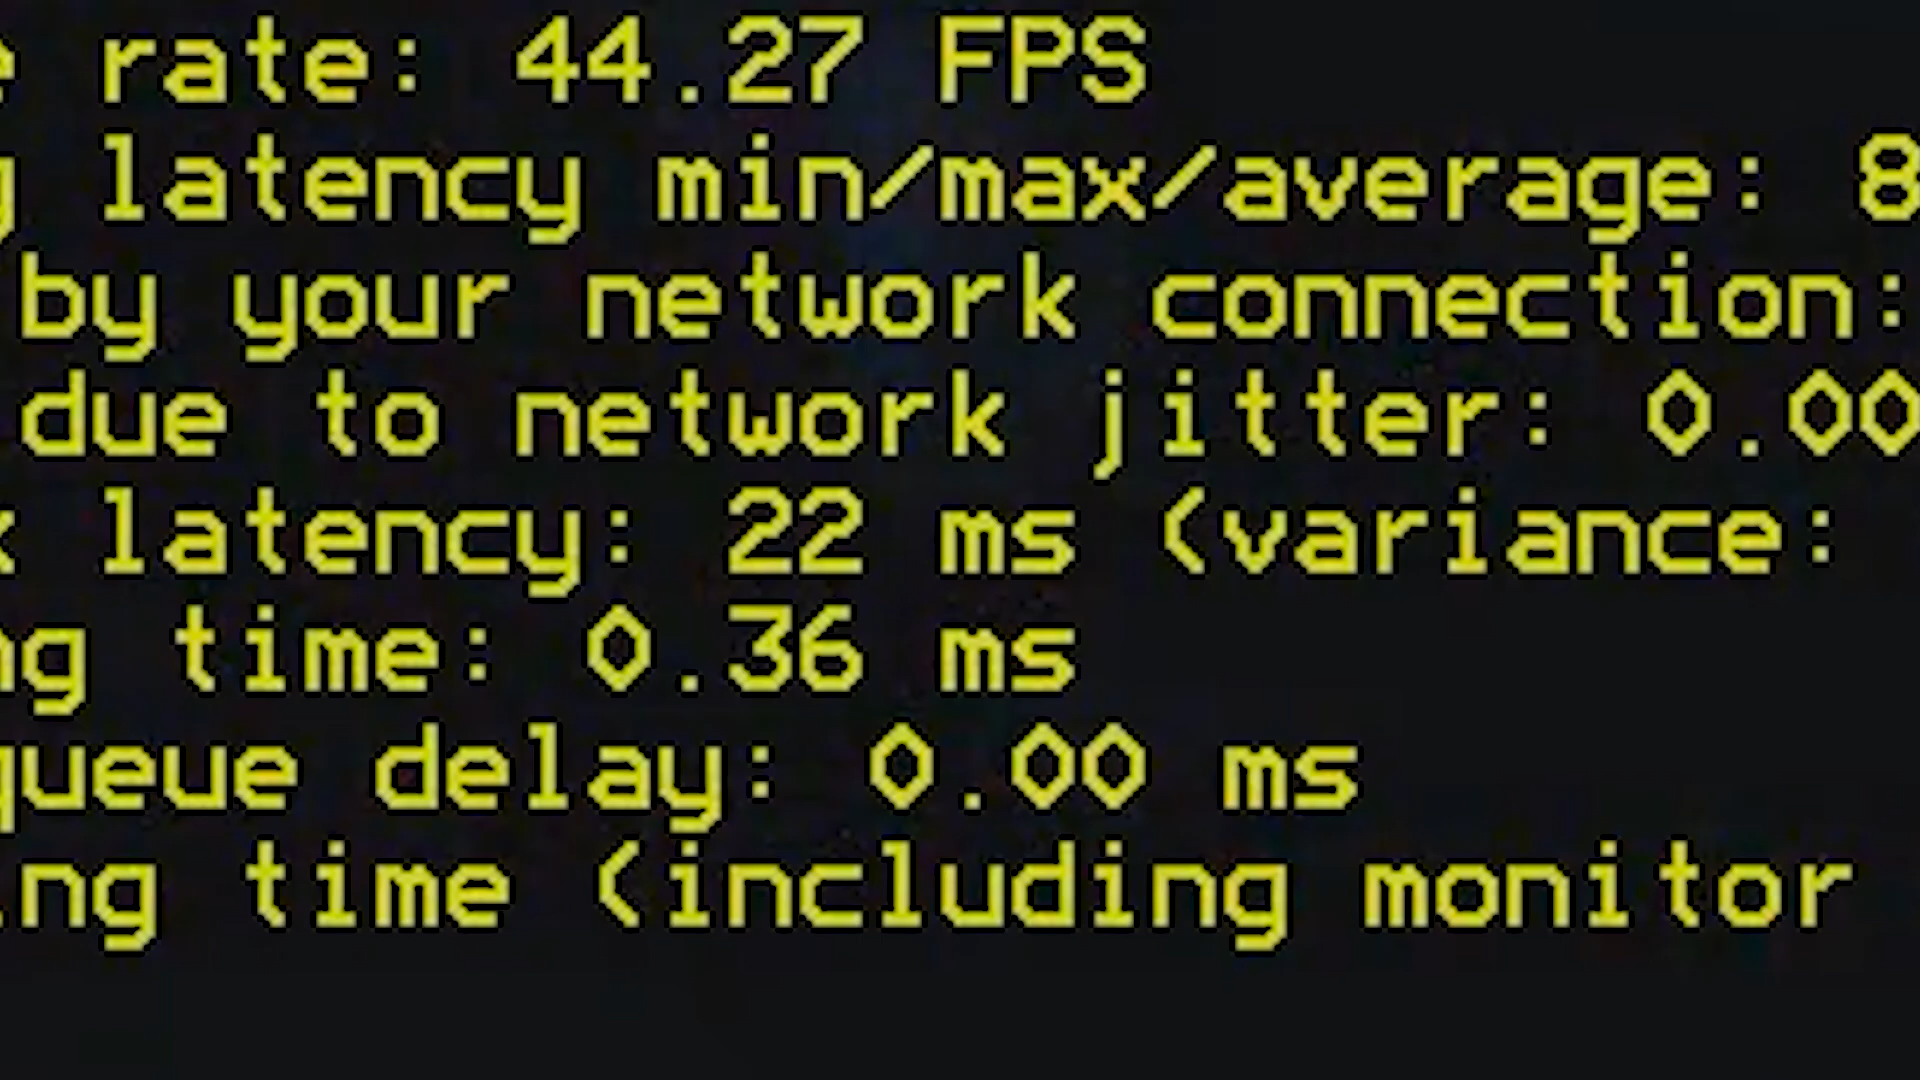 rate: 44.27 FPS
latency min/max/average: 8
by your network connection:
due to network jitter: 0.00
latency: 22 ms (variance:
time: 0.36 ms
queue delay: 0.00 ms
time (including monitor